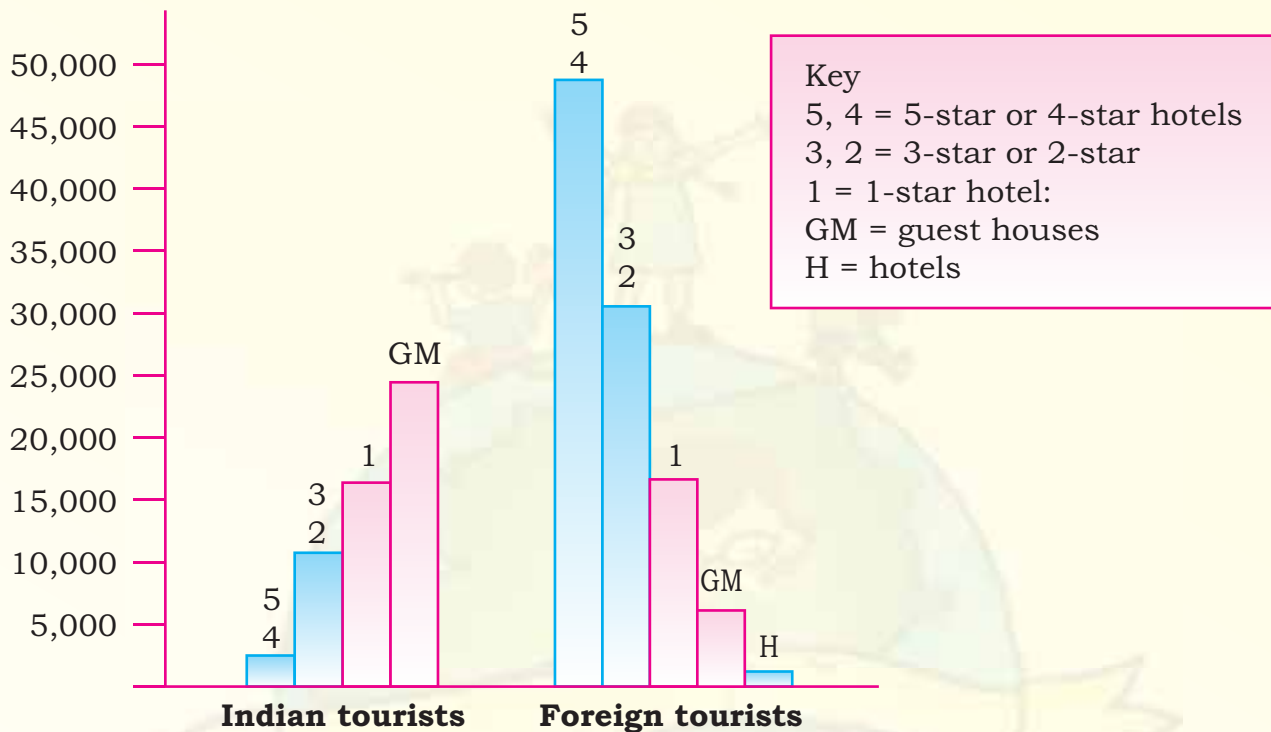 50,000
45,000
40,000
35,000
30,000
25,000
20,000
15,000
10,000
5,000
5
4
3
2
1
GM
5
4
3
2
1
GM
H
Indian tourists
Foreign tourists
Key
5, 4 = 5-star or 4-star hotels
3, 2 = 3-star or 2-star
1 = 1-star hotel:
GM = guest houses
H = hotels